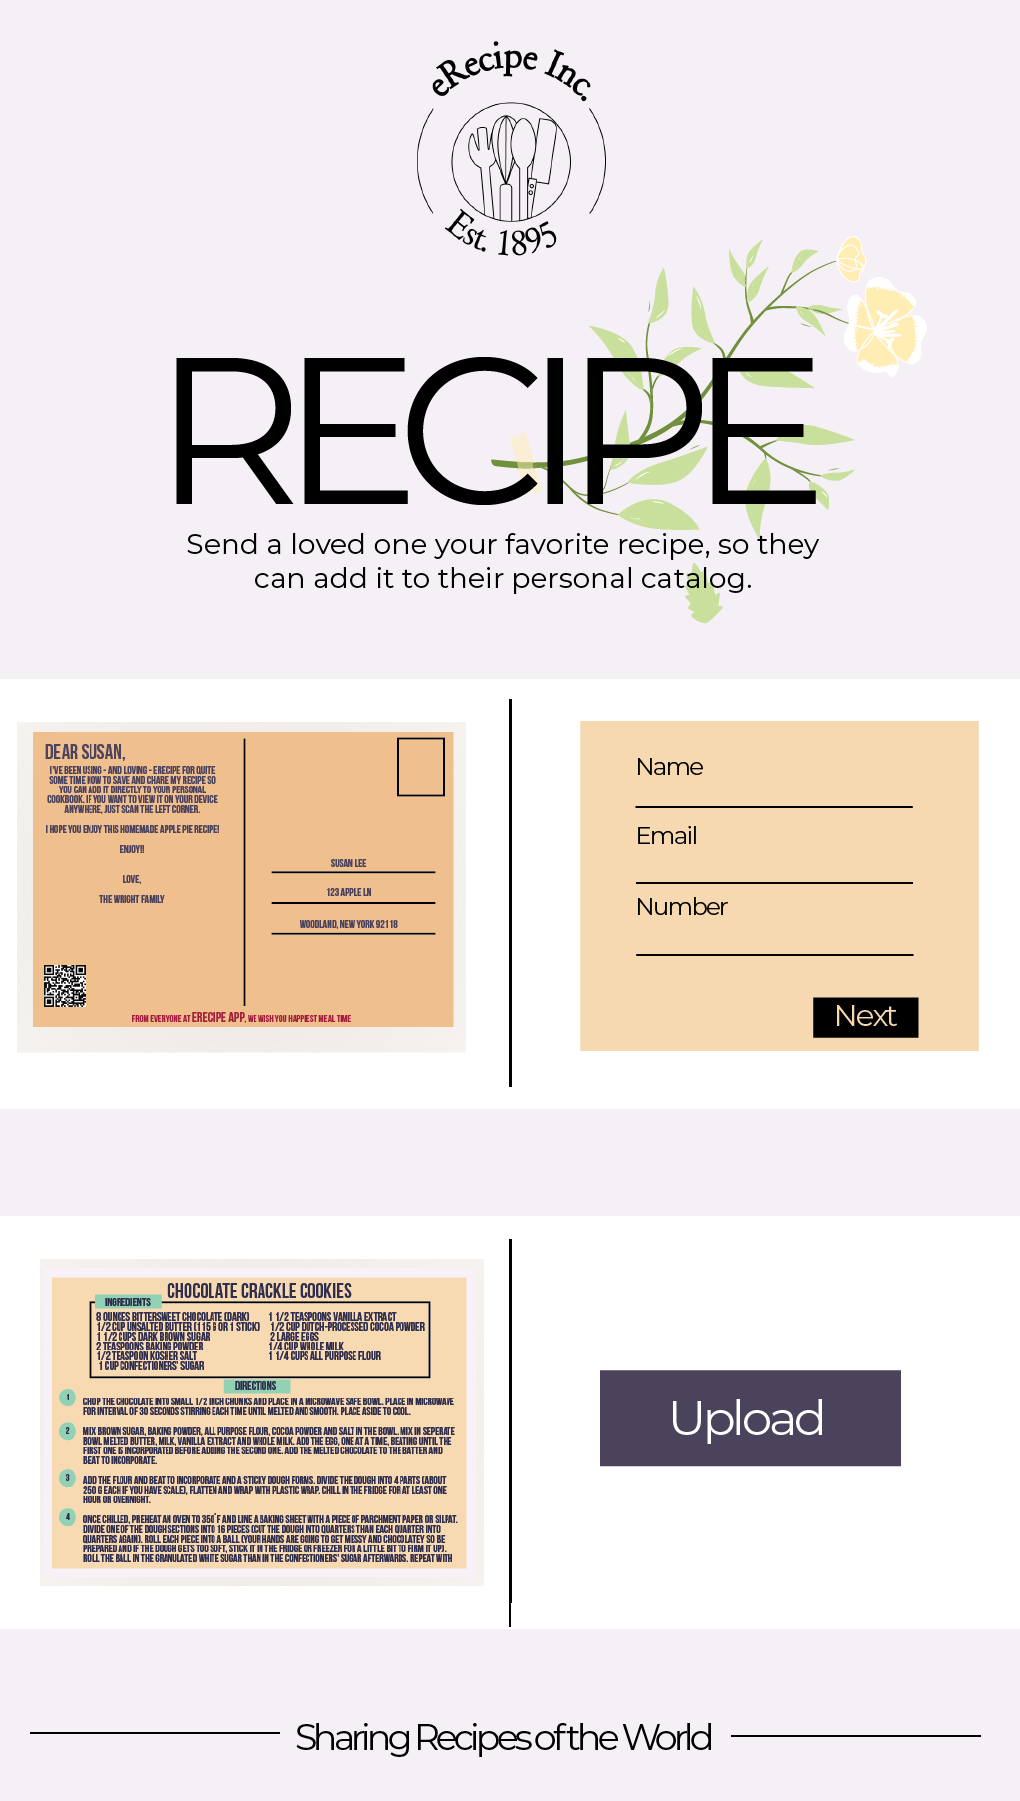 eRecipe Inc.
Est. 1895
RECIPE
Send a loved one your favorite recipe, so they
can add it to their personal catalog.
DEAR SUSAN,
I'VE BEEN USING - AND LOVING - ERECIPE FOR QUITE
SOME TIME NOW TO SAVE AND CHARE MY RECIPE SO
YOU CAN ADD IT DIRECTLY TO YOUR PERSONAL
COOKBOOK. IF YOU WANT TO VIEW IT ON YOUR DEVICE
ANYWHERE, JUST SCAN THE LEFT CORNER.
I HOPE YOU ENJOY THIS HOMEMADE APPLE PIE RECIPE!
ENJOY!!
LOVE,
THE WRIGHT FAMILY
SUSAN LEE
123 APPLE LN
WOODLAND, NEW YORK 92118
FROM EVERYONE AT ERECIPE APP, WE WISH YOU HAPPIEST MEAL TIME
Name
Email
Number
Next
CHOCOLATE CRACKLE COOKIES
INGREDIENTS
8 OUNCES BITTERSWEET CHOCOLATE (DARK)
1/2 CUP UNSALTED BUTTER (115 G OR 1 STICK)
1 1/2 CUPS DARK BROWN SUGAR
2 TEASPOONS BAKING POWDER
1/2 TEASPOON KOSHER SALT
1 CUP CONFECTIONERS' SUGAR
1 1/2 TEASPOONS VANILLA EXTRACT
1/2 CUP DUTCH-PROCESSED COCOA POWDER
2 LARGE EGGS
1/4 CUP WHOLE MILK
1 1/4 CUPS ALL PURPOSE FLOUR
DIRECTIONS
1
CHOP THE CHOCOLATE INTO SMALL 1/2 INCH CHUNKS AND PLACE IN A MICROWAVE SAFE BOWL. PLACE IN MICROWAVE
FOR INTERVAL OF 30 SECONDS STIRRING EACH TIME UNTIL MELTED AND SMOOTH. PLACE ASIDE TO COOL.
2
MIX BROWN SUGAR, BAKING POWDER, ALL PURPOSE FLOUR, COCOA POWDER AND SALT IN THE BOWL. MIX IN SEPERATE
BOWL MELTED BUTTER, MILK, VANILLA EXTRACT AND WHOLE MILK. ADD THE EGG, ONE AT A TIME, BEATING UNTIL THE
FIRST ONE IS INCORPORATED BEFORE ADDING THE SECOND ONE. ADD THE MELTED CHOCOLATE TO THE BATTER AND
BEAT TO INCORPORATE.
3
ADD THE FLOUR AND BEAT TO INCORPORATE AND A STICKY DOUGH FORMS. DIVIDE THE DOUGH INTO 4 PARTS (ABOUT
250 G EACH IF YOU HAVE SCALE), FLATTEN AND WRAP WITH PLASTIC WRAP. CHILL IN THE FRIDGE FOR AT LEAST ONE
HOUR OR OVERNIGHT.
4
ONCE CHILLED, PREHEAT AN OVEN TO 350°F AND LINE A BAKING SHEET WITH A PIECE OF PARCHMENT PAPER OR SILPAT.
DIVIDE ONE OF THE DOUGH SECTIONS INTO 16 PIECES (CUT THE DOUGH INTO QUARTERS THAN EACH QUARTER INTO
QUARTERS AGAIN). ROLL EACH PIECE INTO A BALL (YOUR HANDS ARE GOING TO GET MESSY AND CHOCOLATEY SO BE
PREPARED AND IF THE DOUGH GETS TOO SOFT, STICK IT IN THE FRIDGE OR FREEZER FOR A LITTLE BIT TO FIRM IT UP).
ROLL THE BALL IN THE GRANULATED WHITE SUGAR THAN IN THE CONFECTIONERS' SUGAR AFTERWARDS. REPEAT WITH
Upload
Sharing Recipes of the World